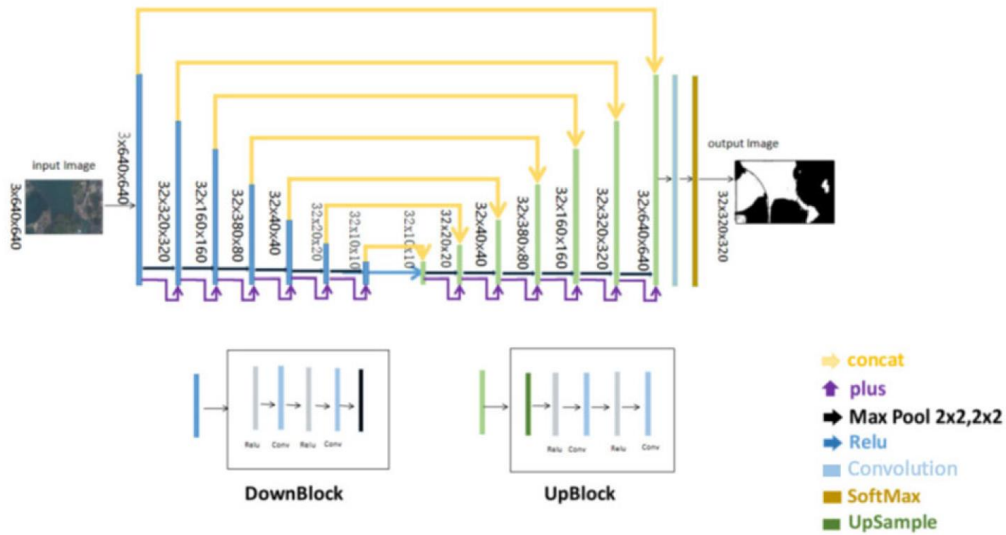 input Image
3x640x640
3x640x640
32x320x320
32x160x160
32x380x80
32x40x40
32x20x20
32x10x10
32x10x10
32x20x20
32x40x40
32x380x80
32x160x160
32x320x320
32x640x640
output Image
32x320x320
Relu Conv Relu Conv
DownBlock
Relu Conv Relu Conv
UpBlock
concat
plus
Max Pool 2x2,2x2
Relu
Convolution
SoftMax
UpSample